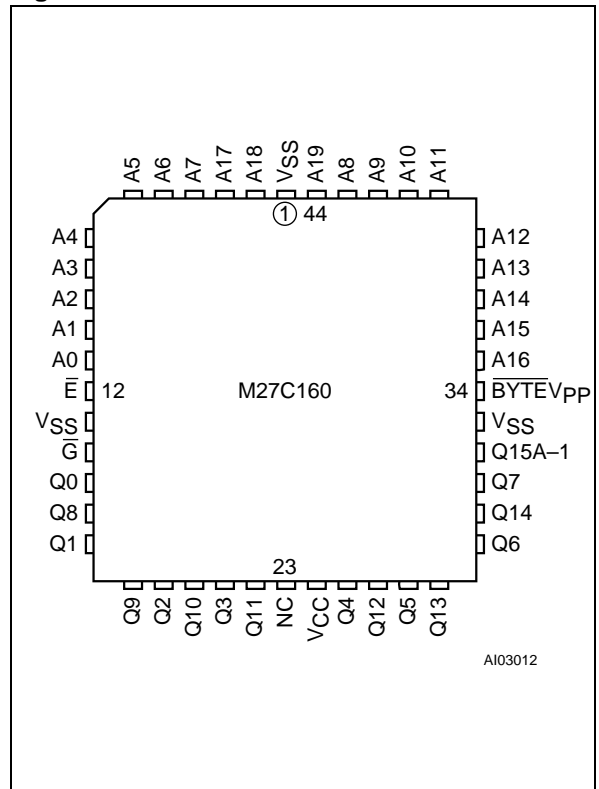 A5 A6 A7 A17 A18 VSS A19 A8 A9 A10 A11
1 44
A4 A12
A3 A13
A2 A14
A1 A15
A0 A16
E̅ 12 M27C160 34 B̅Y̅T̅E̅VPP
VSS VSS
G̅ Q15A–1
Q0 Q7
Q8 Q14
Q1 Q6
23
Q9 Q2 Q10 Q3 Q11 NC VCC Q4 Q12 Q5 Q13
AI03012